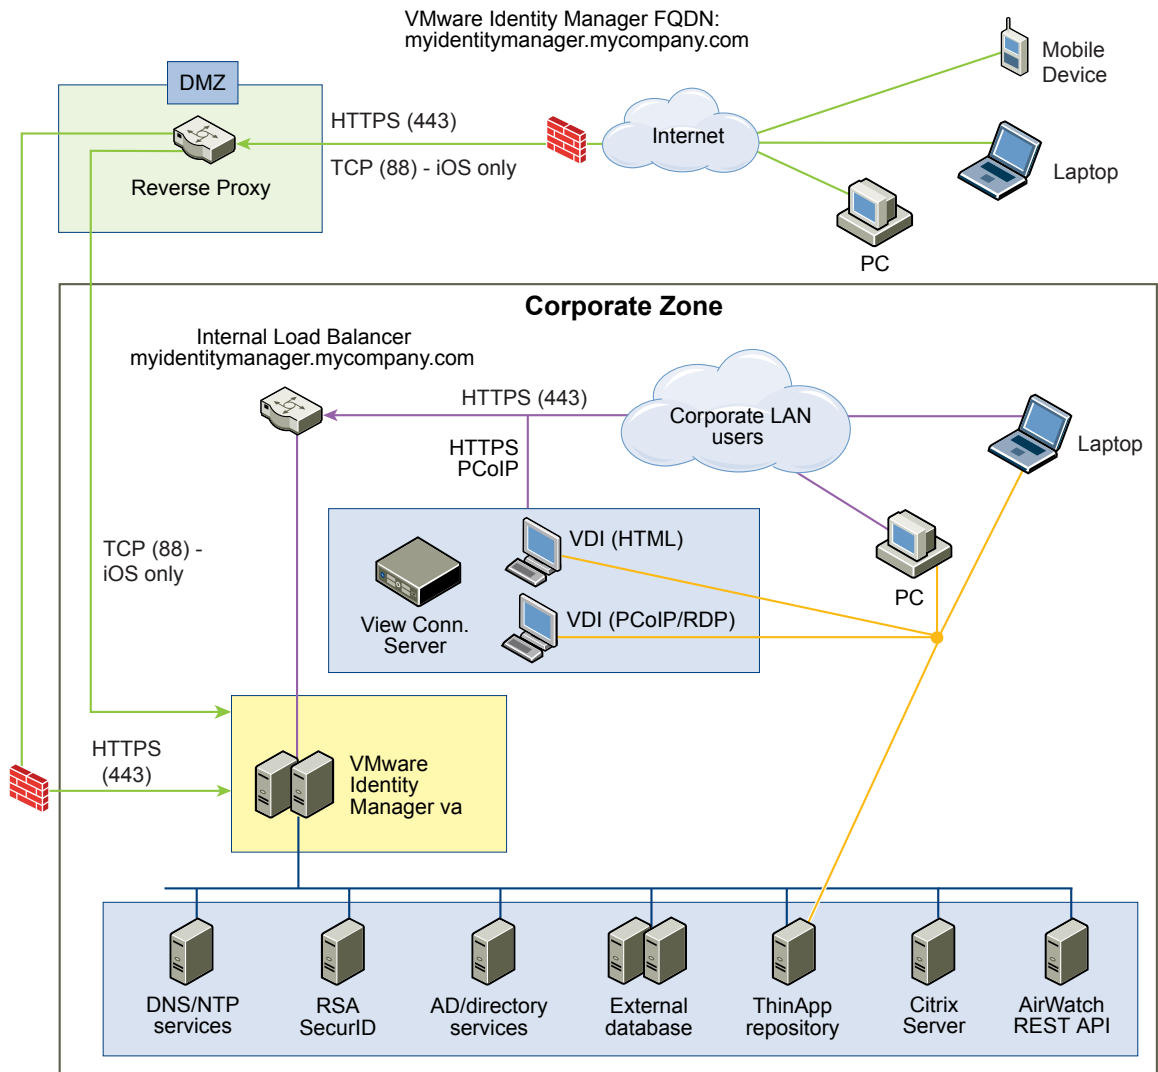 VMware Identity Manager FQDN:
myidentitymanager.mycompany.com
Mobile
Device
DMZ
HTTPS (443)
Internet
TCP (88) - iOS only
Laptop
Reverse Proxy
PC
Corporate Zone
Internal Load Balancer
myidentitymanager.mycompany.com
HTTPS (443)
Corporate LAN
users
Laptop
HTTPS
PCoIP
VDI (HTML)
TCP (88) -
iOS only
PC
View Conn.
Server
VDI (PCoIP/RDP)
HTTPS
(443)
VMware
Identity
Manager va
DNS/NTP
services
RSA
SecurID
AD/directory
services
External
database
ThinApp
repository
Citrix
Server
AirWatch
REST API